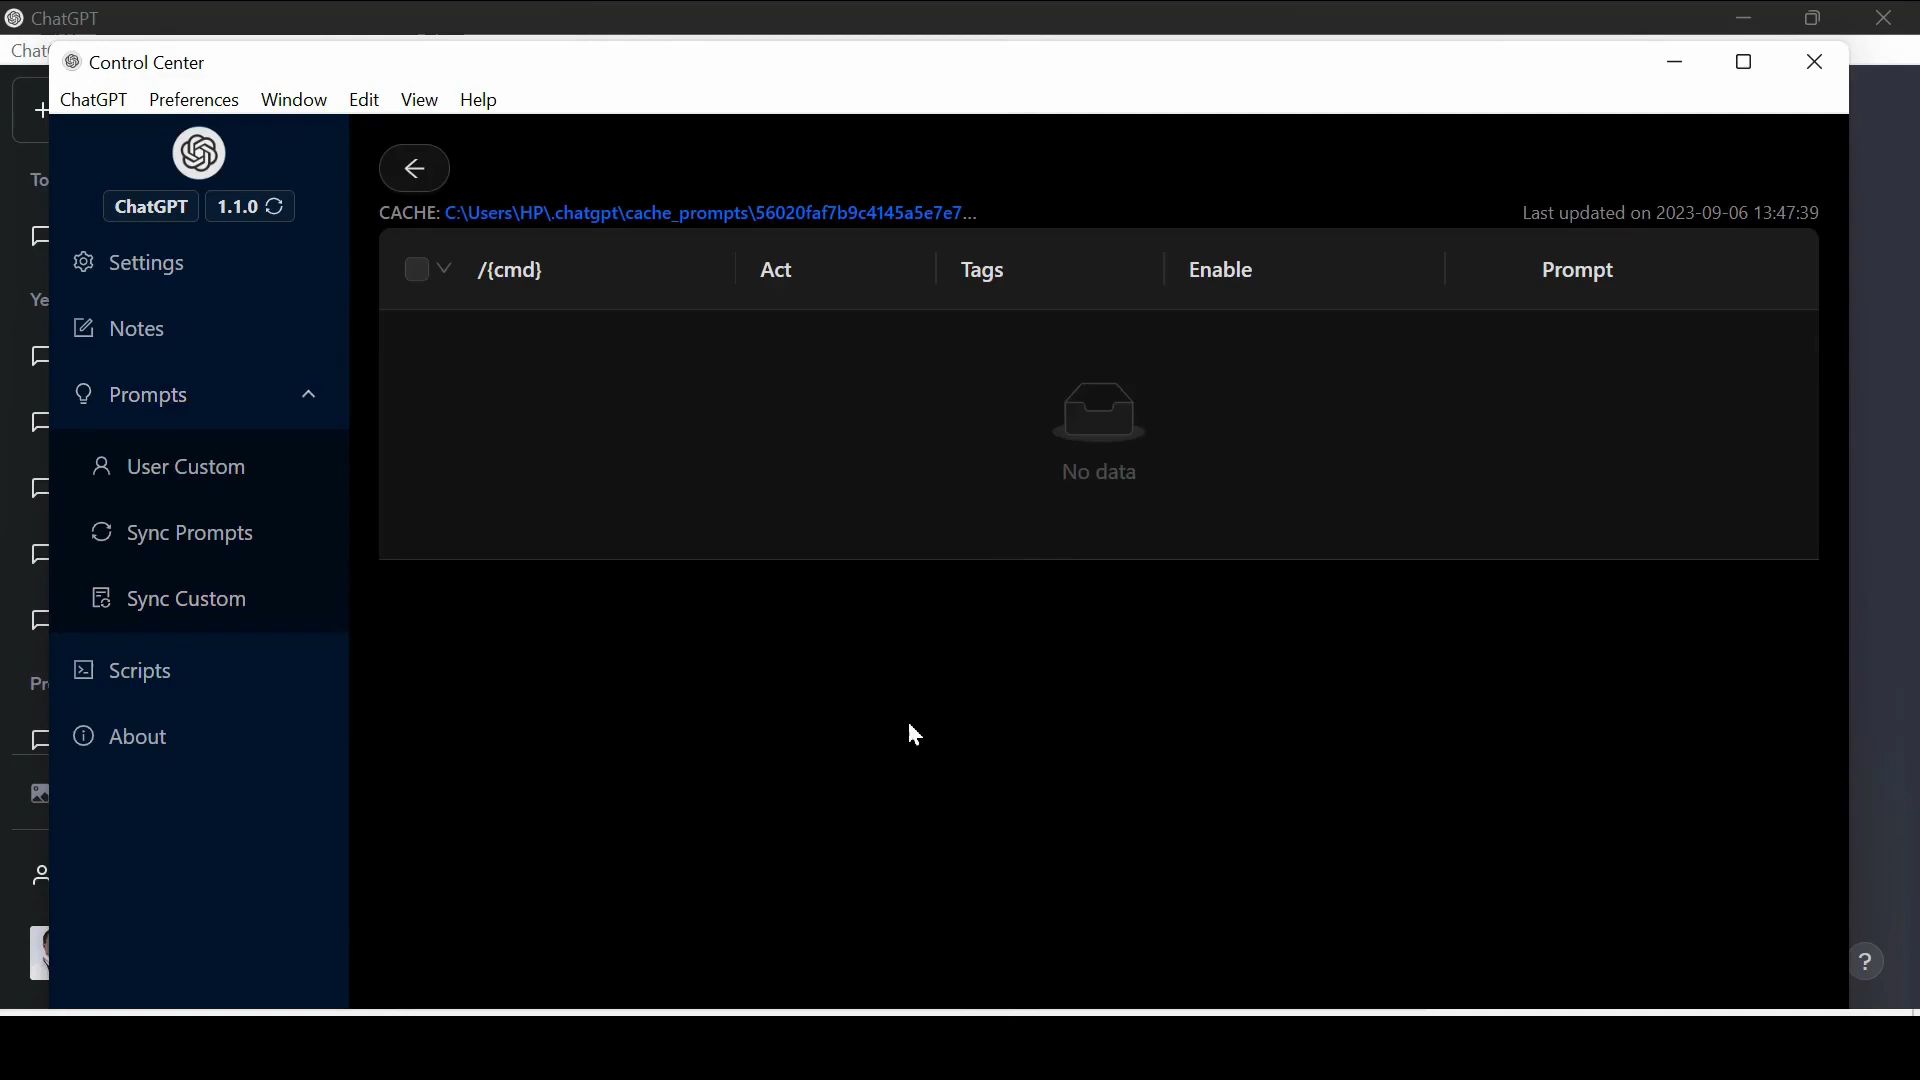 ChatGPT
Chat
Control Center
ChatGPT Preferences Window Edit View Help
ChatGPT 1.1.0
Settings
Notes
Prompts
User Custom
Sync Prompts
Sync Custom
Scripts
About
To
Ye
Pr
CACHE: C:\Users\HP\.chatgpt\cache_prompts\56020faf7b9c4145a5e7e7...
Last updated on 2023-09-06 13:47:39
/{cmd} Act Tags Enable Prompt
No data
?